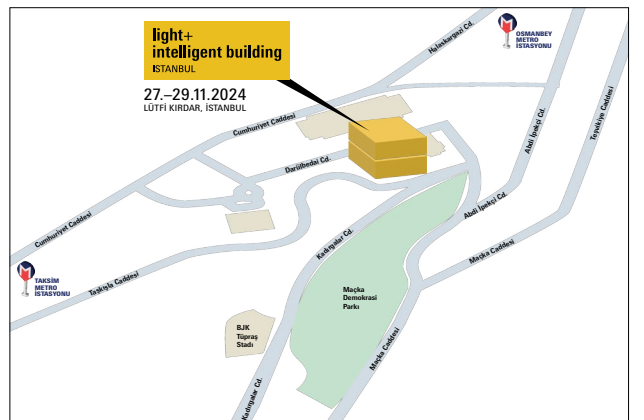 light+
intelligent building
ISTANBUL
27.–29.11.2024
LÜTFİ KIRDAR, İSTANBUL
M
OSMANBEY
METRO
İSTASYONU
Halaskargazi Cd.
Cumhuriyet Caddesi
Abdi İpekçi Cd.
Teşvikiye Caddesi
Darülbedai Cd.
Abdi İpekçi Cd.
Cumhuriyet Caddesi
Kadırgalar Cd.
Maçka Caddesi
M
TAKSİM
METRO
İSTASYONU
Taşkışla Caddesi
Maçka
Demokrasi
Parkı
BJK
Tüpraş
Stadı
Maçka Caddesi
Kadırgalar Cd.